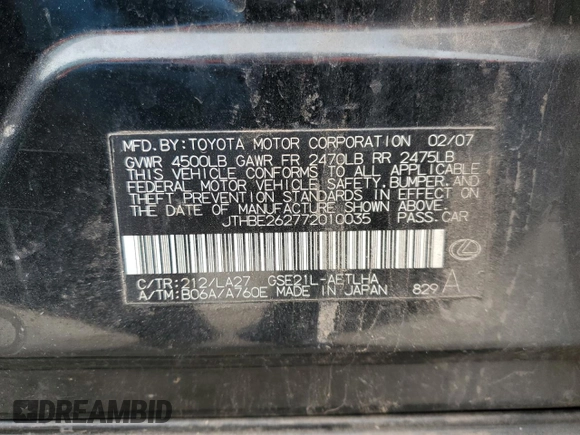 MFD. BY: TOYOTA MOTOR CORPORATION 02/07
GVWR 4500LB GAWR FR 2470LB RR 2475LB
THIS VEHICLE CONFORMS TO ALL APPLICABLE
FEDERAL MOTOR VEHICLE SAFETY, BUMPER, AND
THEFT PREVENTION STANDARDS IN EFFECT ON
THE DATE OF MANUFACTURE SHOWN ABOVE.
JTHBE262772010035 PASS. CAR
C/TR: 212/LA27 GSE21L-AETLHA
A/TM: B06A/A760E MADE IN JAPAN 829 A
DREAMBID